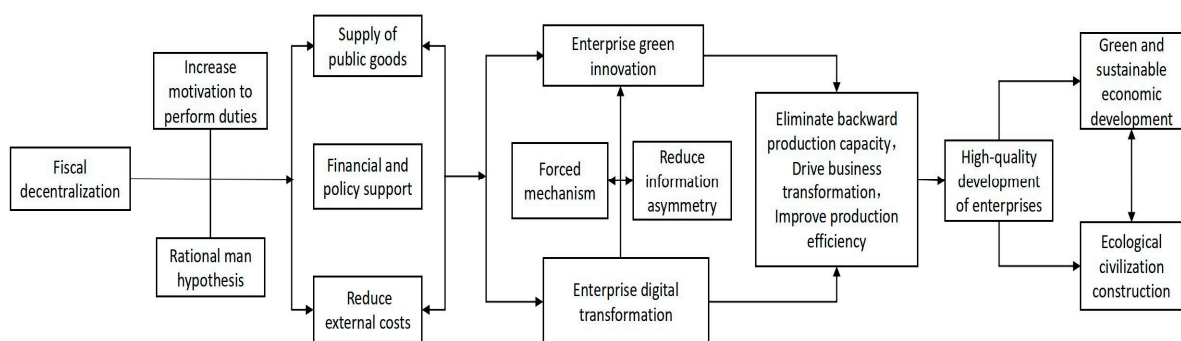 Fiscal
decentralization
Increase
motivation to
perform duties
Rational man
hypothesis
Supply of
public goods
Financial and
policy support
Reduce
external costs
Enterprise green
innovation
Forced
mechanism
Reduce
information
asymmetry
Enterprise digital
transformation
Eliminate backward
production capacity，
Drive business
transformation，
Improve production
efficiency
High-quality
development
of enterprises
Green and
sustainable
economic
development
Ecological
civilization
construction